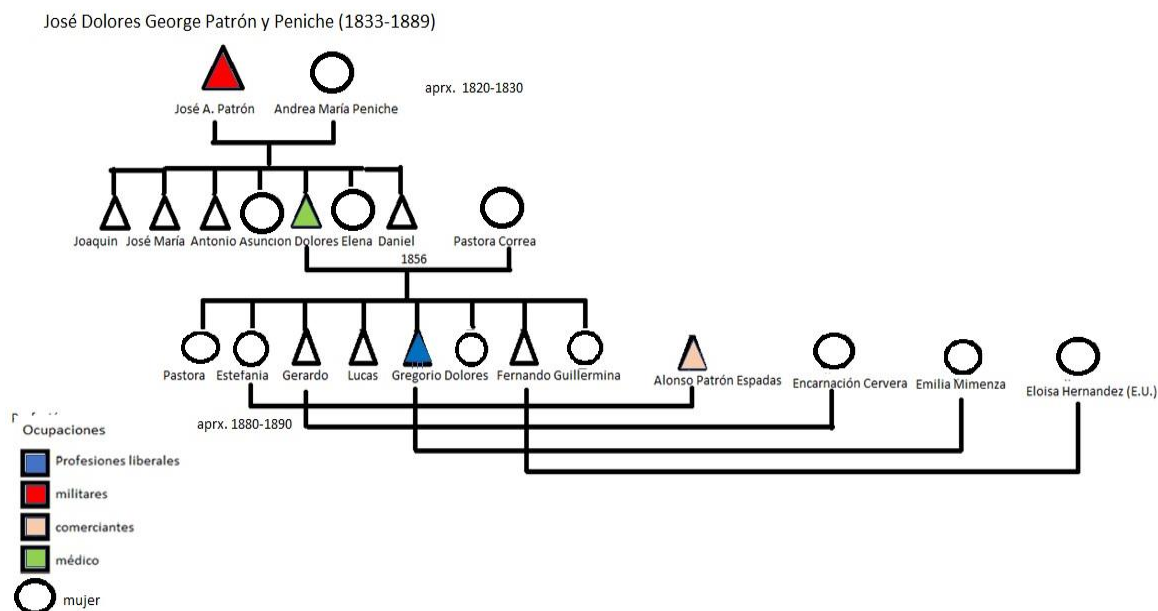 José Dolores George Patrón y Peniche (1833-1889)
aprx. 1820-1830
José A. Patrón Andrea María Peniche
Joaquin José María Antonio Asuncion Dolores Elena Daniel Pastora Correa
1856
Pastora Estefania Gerardo Lucas Gregorio Dolores Fernando Guillermina Alonso Patrón Espadas Encarnación Cervera Emilia Mimenza Eloisa Hernandez (E.U.)
aprx. 1880-1890
Ocupaciones
Profesiones liberales
militares
comerciantes
médico
mujer